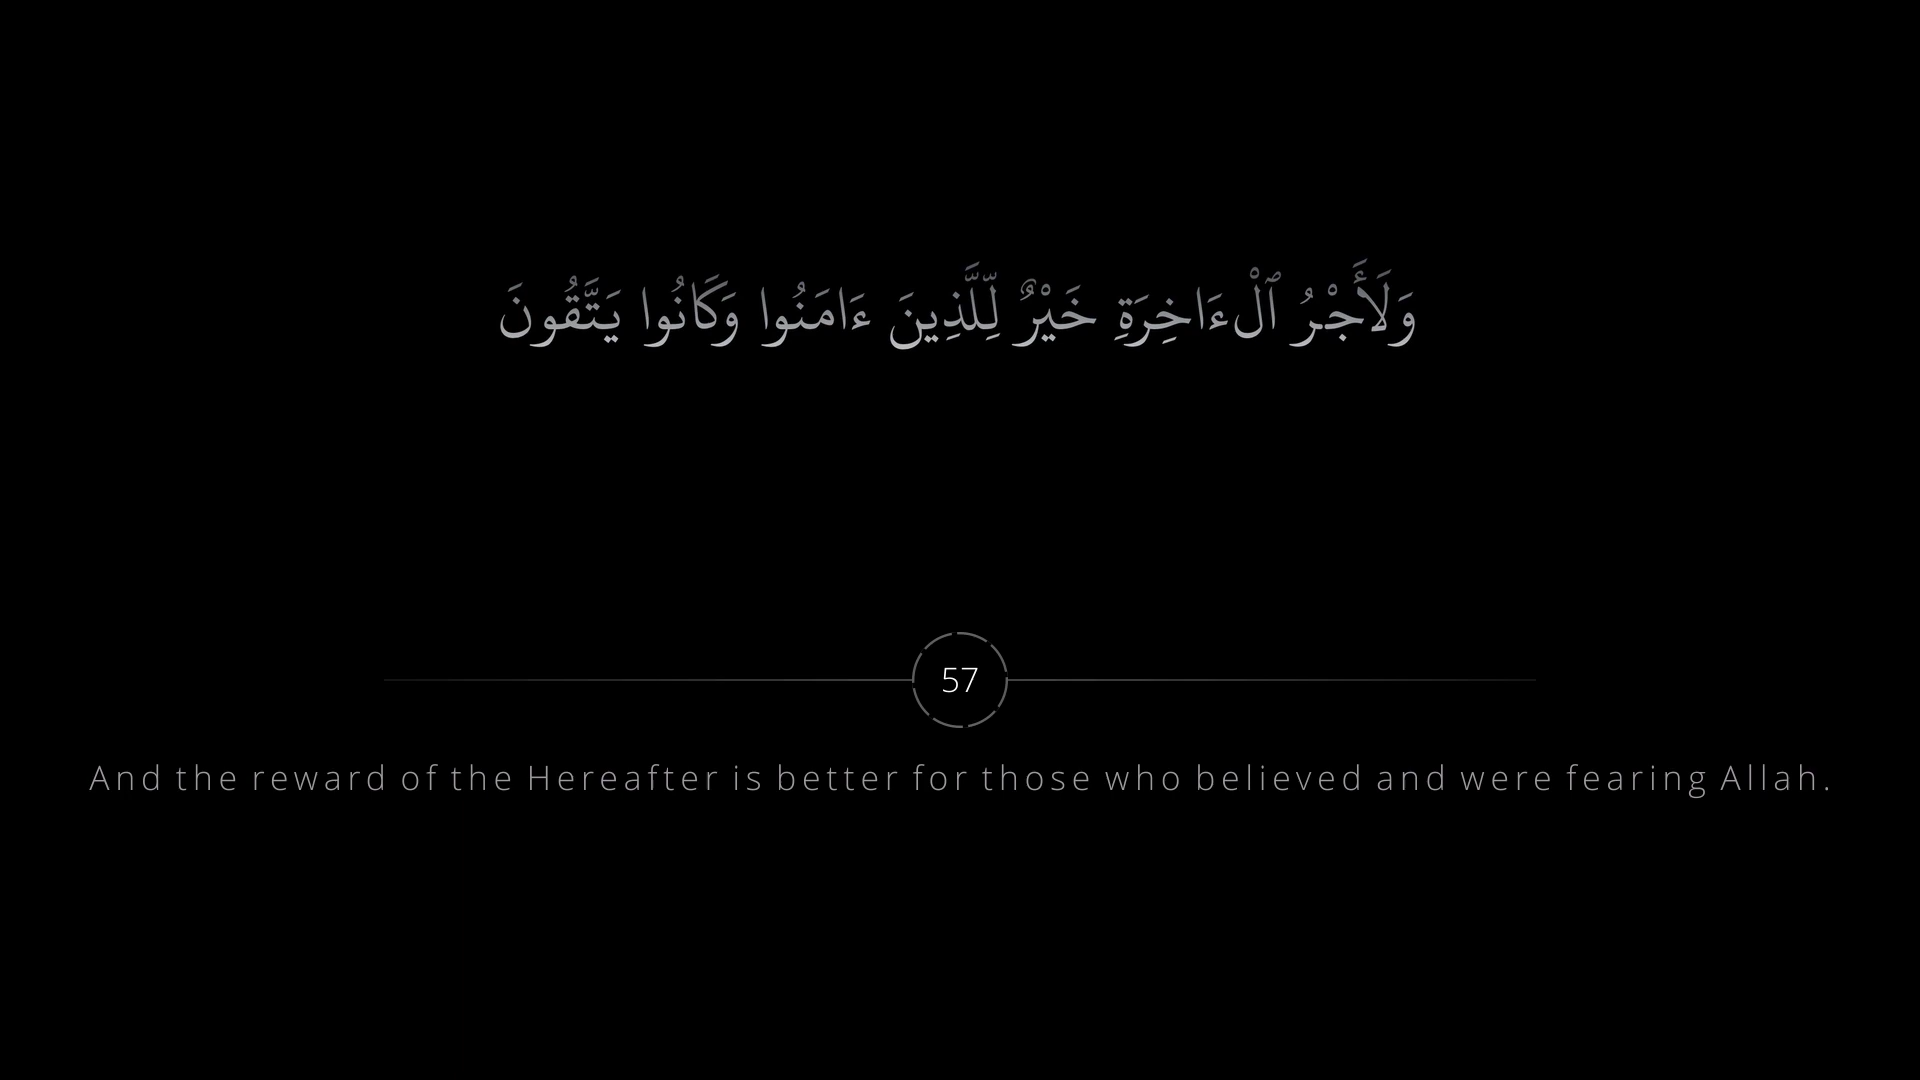 وَلَأَجْرُ ٱلْءَاخِرَةِ خَيْرٌ لِّلَّذِينَ ءَامَنُوا وَكَانُوا يَتَّقُونَ
57
And the reward of the Hereafter is better for those who believed and were fearing Allah.